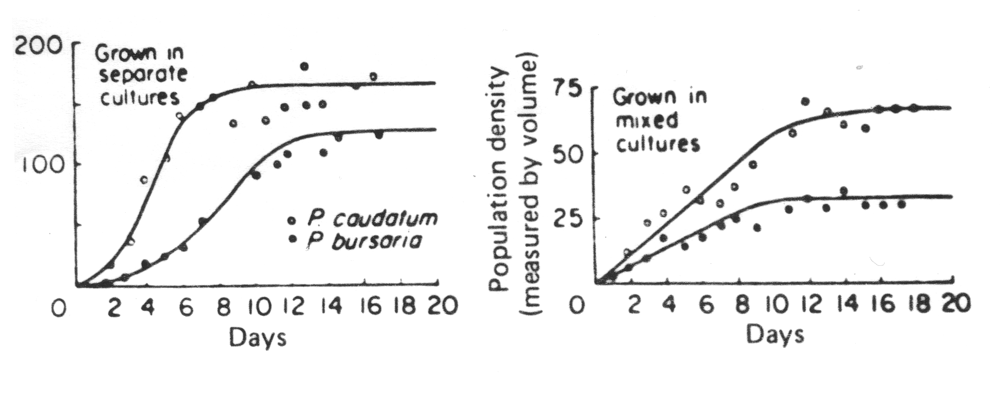 200
Grown in
separate
cultures
100
P. caudatum
P bursaria
0 2 4 6 8 10 12 14 16 18 20
Days
Population density
(measured by volume)
75
Grown in
mixed
cultures
50
25
0 2 4 6 8 10 12 14 16 18 20
Days